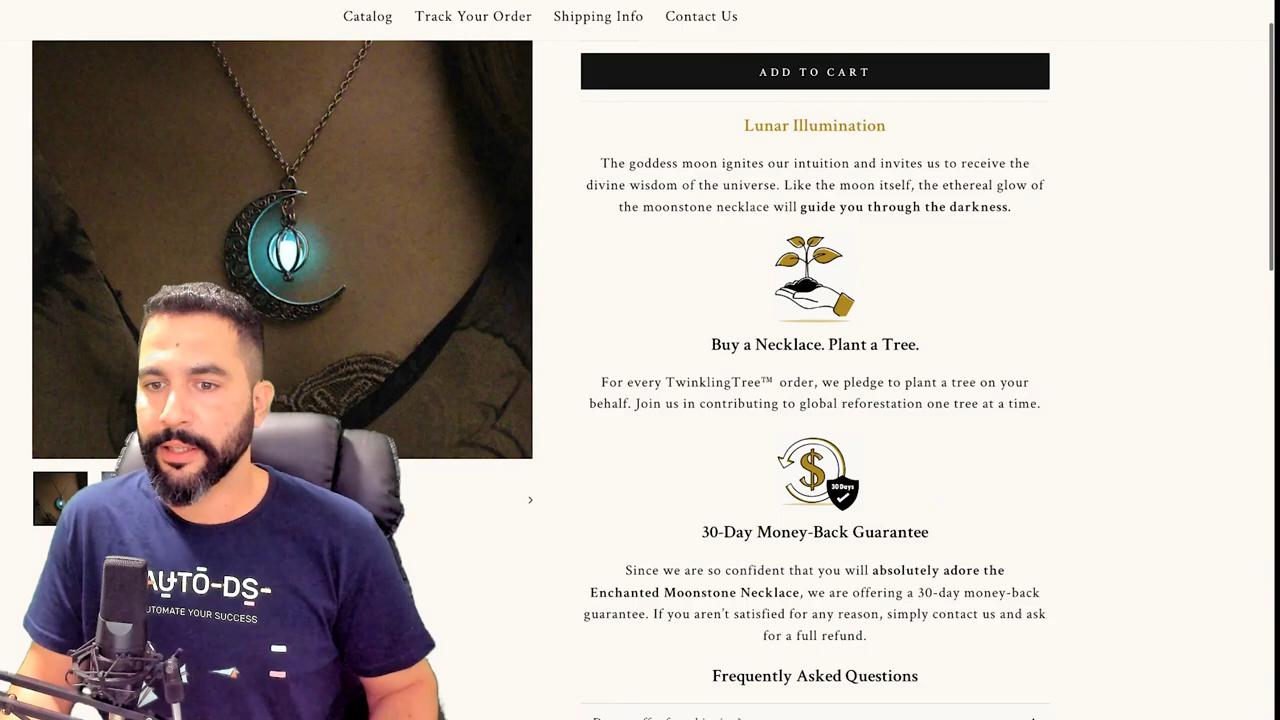 Catalog Track Your Order Shipping Info Contact Us
ADD TO CART
Lunar Illumination
The goddess moon ignites our intuition and invites us to receive the
divine wisdom of the universe. Like the moon itself, the ethereal glow of
the moonstone necklace will guide you through the darkness.
Buy a Necklace. Plant a Tree.
For every TwinklingTree™ order, we pledge to plant a tree on your
behalf. Join us in contributing to global reforestation one tree at a time.
$
30 Days
30-Day Money-Back Guarantee
Since we are so confident that you will absolutely adore the
Enchanted Moonstone Necklace, we are offering a 30-day money-back
guarantee. If you aren't satisfied for any reason, simply contact us and ask
for a full refund.
Frequently Asked Questions
AUTO-DS-
AUTOMATE YOUR SUCCESS